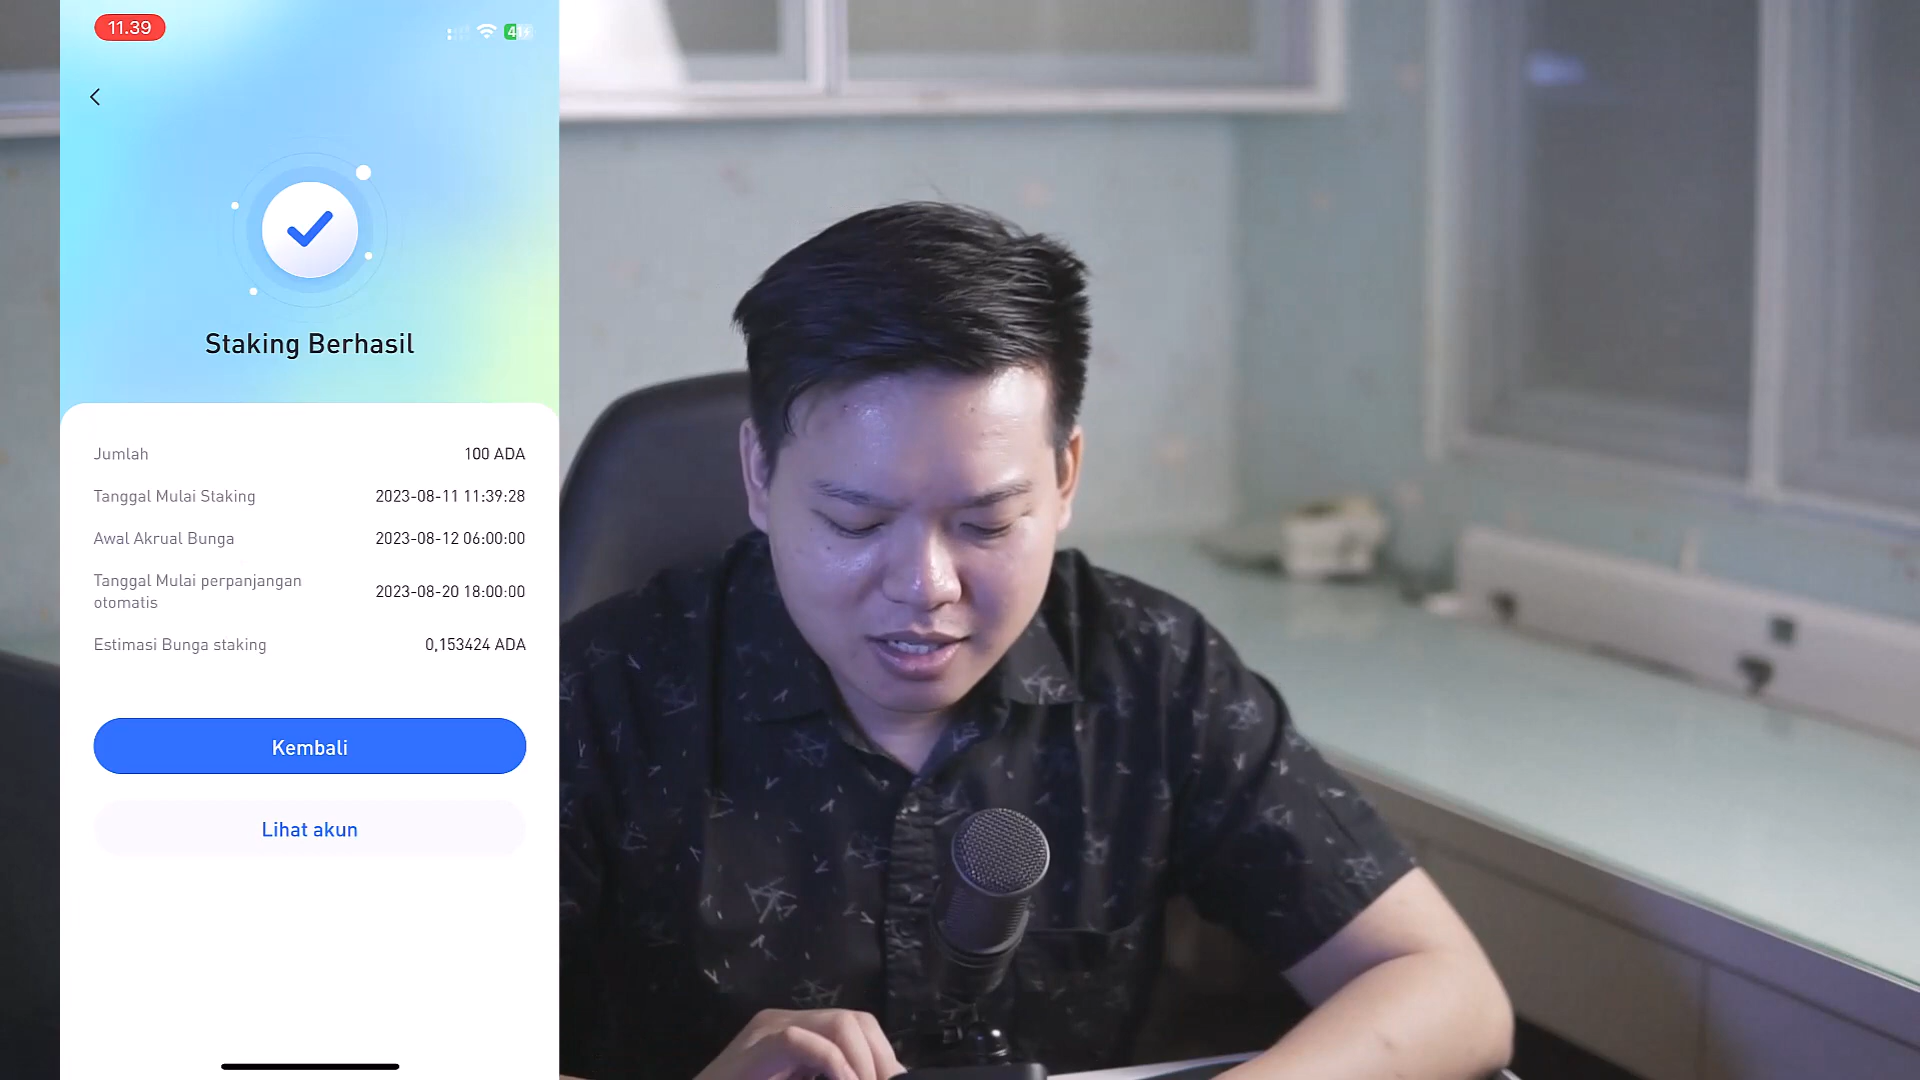 11.39
41
Staking Berhasil
Jumlah 100 ADA
Tanggal Mulai Staking 2023-08-11 11:39:28
Awal Akrual Bunga 2023-08-12 06:00:00
Tanggal Mulai perpanjangan
otomatis 2023-08-20 18:00:00
Estimasi Bunga staking 0,153424 ADA
Kembali
Lihat akun